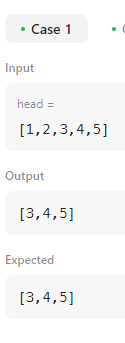 Case 1
Input
head =
[1,2,3,4,5]
Output
[3,4,5]
Expected
[3,4,5]